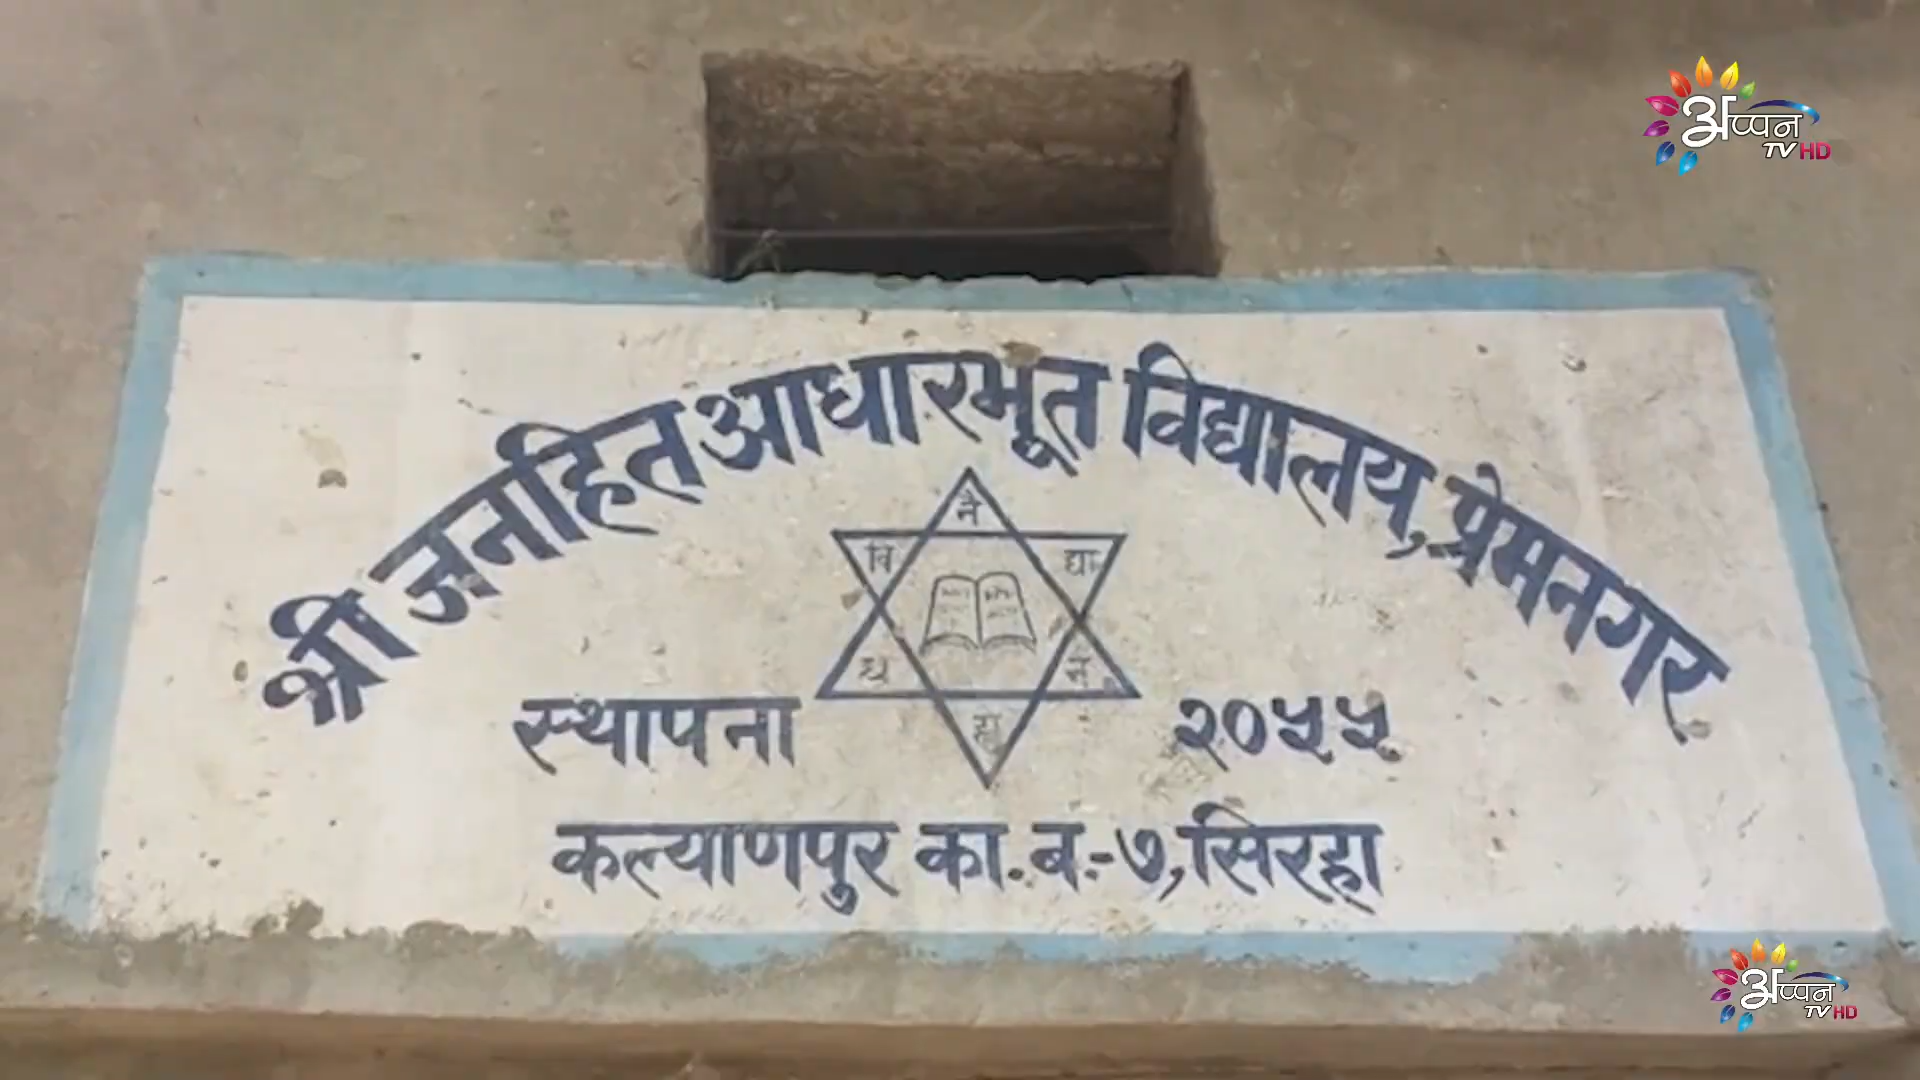 अप्पन
TV HD
श्री जनहित आधारभूत विद्यालय, प्रेमनगर
नै
वि
द्या
ध
न
स्थापना २०५५
कल्याणपुर का. ब.-७, सिरहा
अप्पन
TV HD